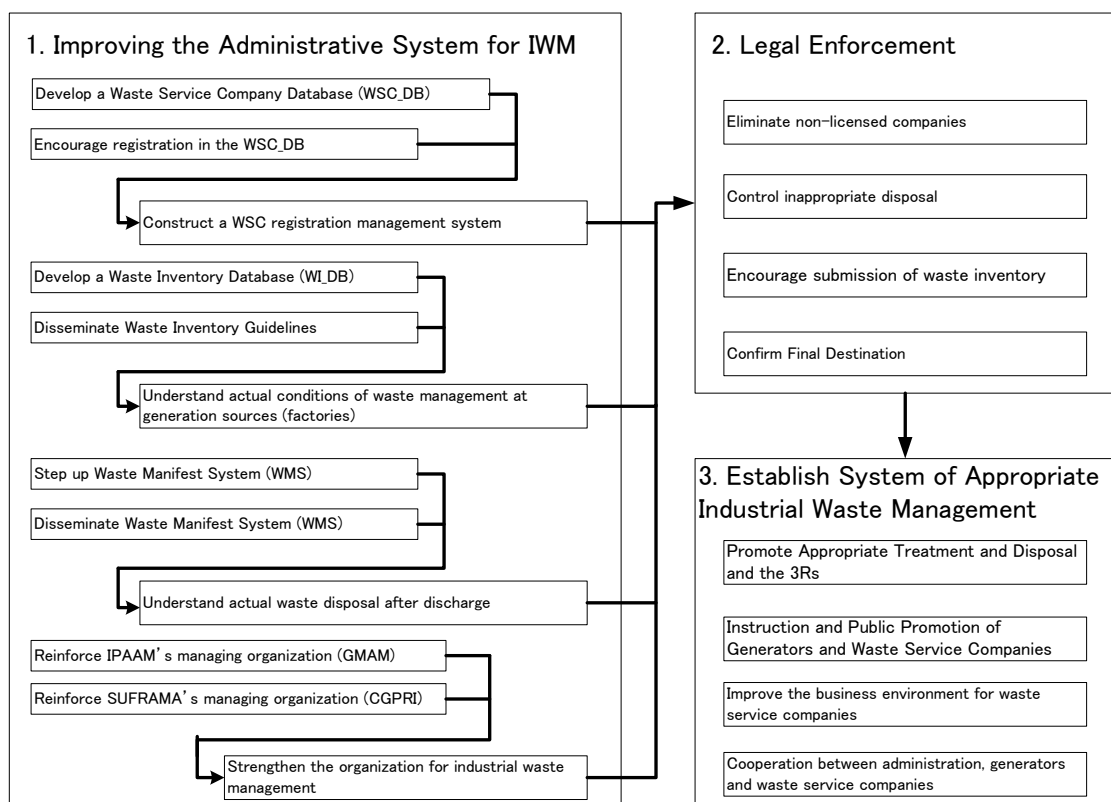 1. Improving the Administrative System for IWM
Develop a Waste Service Company Database (WSC_DB)
Encourage registration in the WSC_DB
Construct a WSC registration management system
Develop a Waste Inventory Database (WI_DB)
Disseminate Waste Inventory Guidelines
Understand actual conditions of waste management at
generation sources (factories)
Step up Waste Manifest System (WMS)
Disseminate Waste Manifest System (WMS)
Understand actual waste disposal after discharge
Reinforce IPAAM's managing organization (GMAM)
Reinforce SUFRAMA's managing organization (CGPRI)
Strengthen the organization for industrial waste
management
2. Legal Enforcement
Eliminate non-licensed companies
Control inappropriate disposal
Encourage submission of waste inventory
Confirm Final Destination
3. Establish System of Appropriate
Industrial Waste Management
Promote Appropriate Treatment and Disposal
and the 3Rs
Instruction and Public Promotion of
Generators and Waste Service Companies
Improve the business environment for waste
service companies
Cooperation between administration, generators
and waste service companies